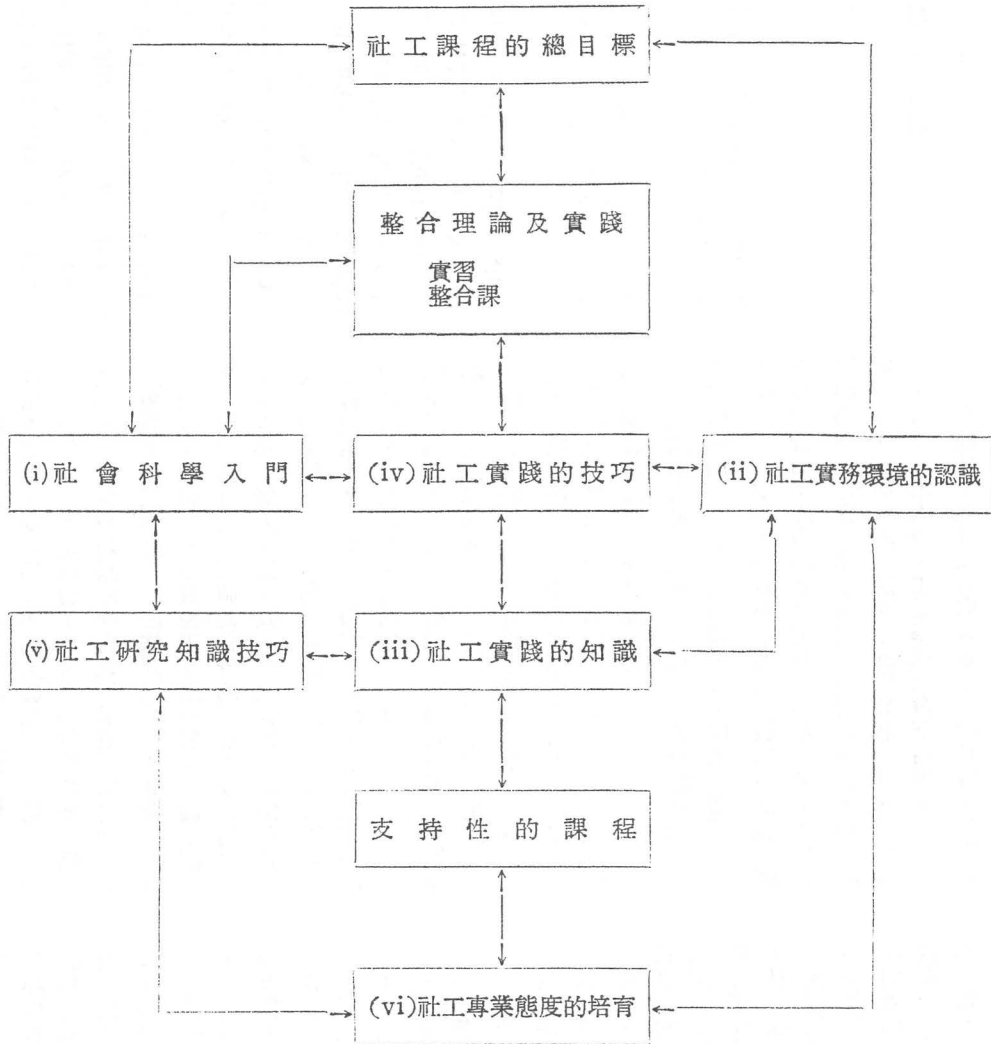 社工課程的總目標
整合理論及實踐
實習
整合課
(i)社會科學入門
(iv)社工實踐的技巧
(ii)社工實務環境的認識
(v)社工研究知識技巧
(iii)社工實踐的知識
支持性的課程
(vi)社工專業態度的培育